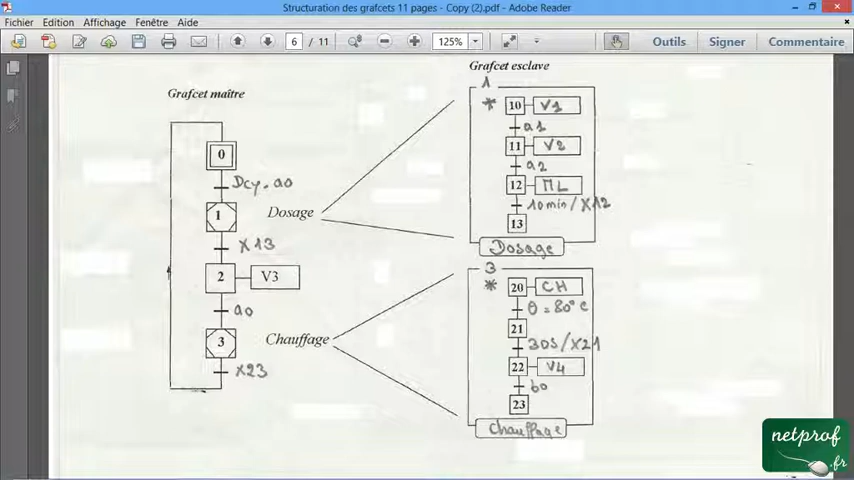 Structuration des grafcets 11 pages - Copy (2).pdf - Adobe Reader
Fichier Edition Affichage Fenêtre Aide
6 / 11 125% Outils Signer Commentaire
Grafcet maître
0
Dcy . a0
1 Dosage
X13
2 V3
a0
3 Chauffage
X23
Grafcet esclave
1
* 10 V1
a1
11 V2
a2
12 ML
10min/X12
13
Dosage
3
* 20 CH
θ = 80°C
21
30S/X21
22 V4
b0
23
Chauffage
netprof
.fr